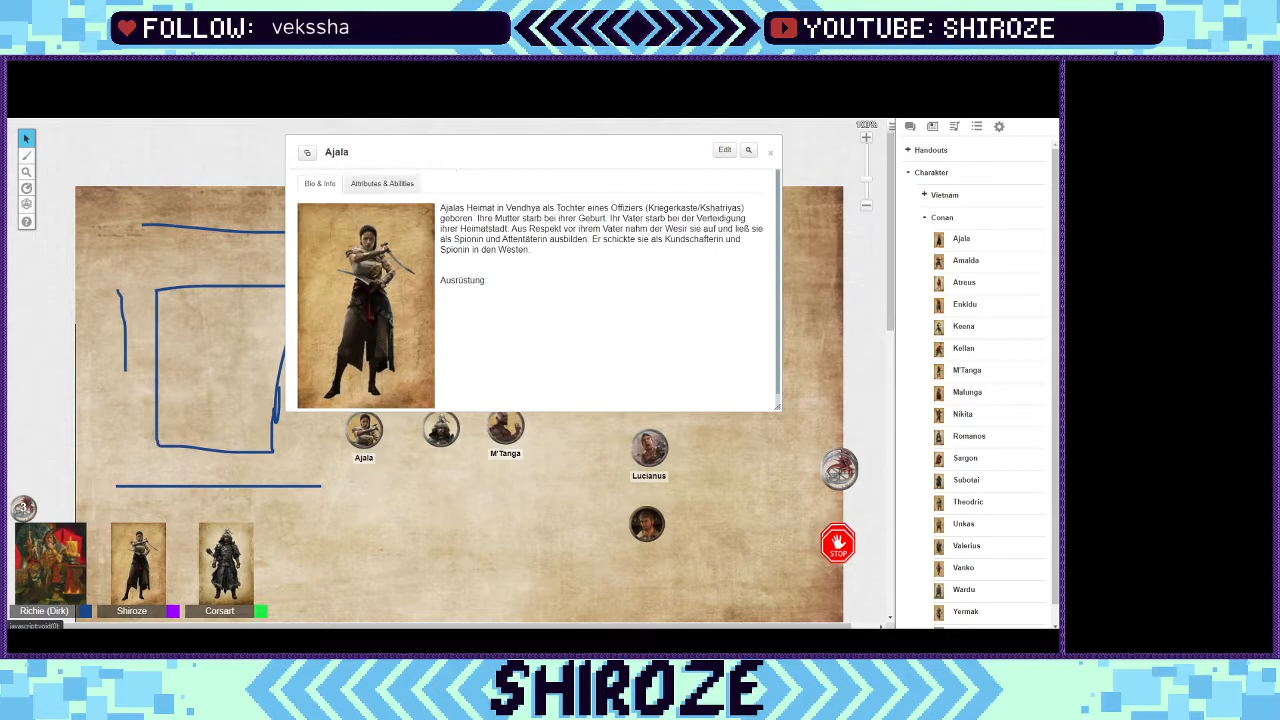 FOLLOW: vekssha
YOUTUBE: SHIROZE
Ajala
Edit
Bio & Info
Attributes & Abilities
Ajalas Heimat in Vendhya als Tochter eines Offiziers (Kriegerkaste/Kshatriyas)
geboren. Ihre Mutter starb bei ihrer Geburt. Ihr Vater starb bei der Verteidigung
ihrer Heimatstadt. Aus Respekt vor ihrem Vater nahm der Wesir sie auf und ließ sie
als Spionin und Attentäterin ausbilden. Er schickte sie als Kundschafterin und
Spionin in den Westen.
Ausrüstung:
Ajala
M'Tanga
Lucianus
STOP
3
Richie (Dirk)
Shiroze
Corsart
javascript:void(0)
Handouts
Charakter
Vietnam
Conan
Ajala
Amalda
Atreus
Enkidu
Keena
Kellan
M'Tanga
Malunga
Nikita
Romanos
Sargon
Subotai
Theodric
Unkas
Valerius
Vanko
Wardu
Yermak
SHIROZE